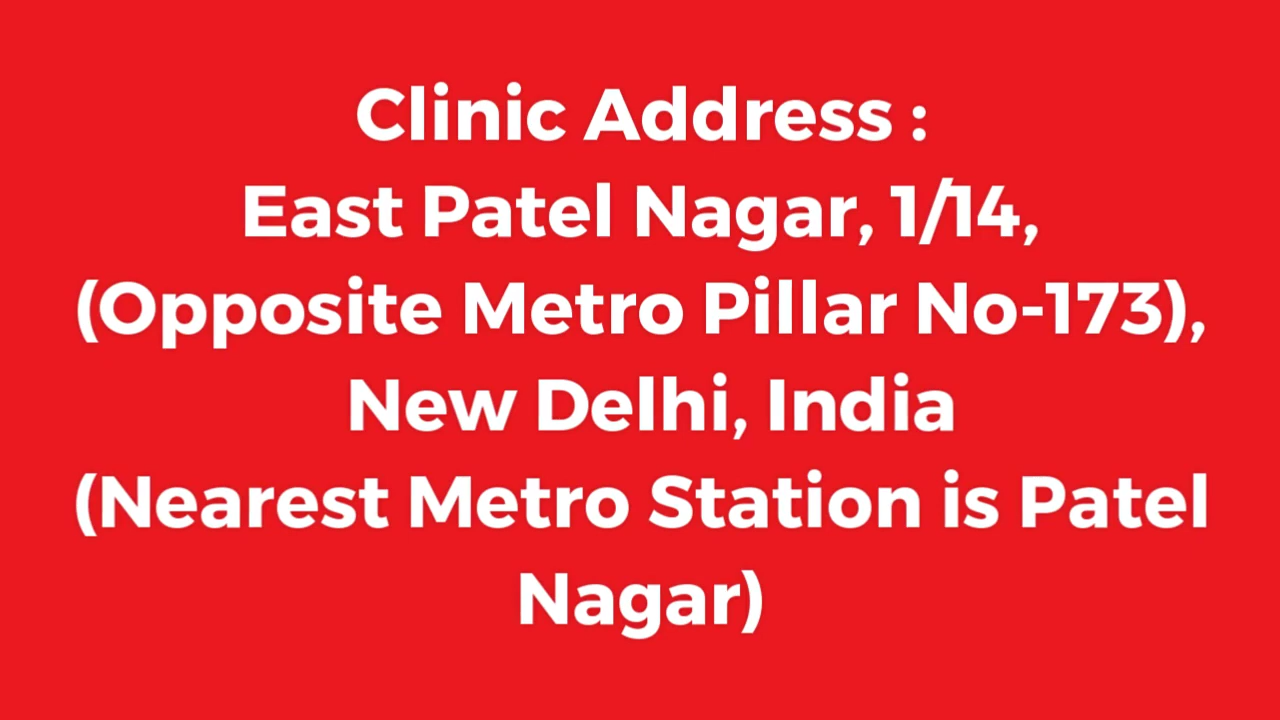 Clinic Address :
East Patel Nagar, 1/14,
(Opposite Metro Pillar No-173),
New Delhi, India
(Nearest Metro Station is Patel
Nagar)